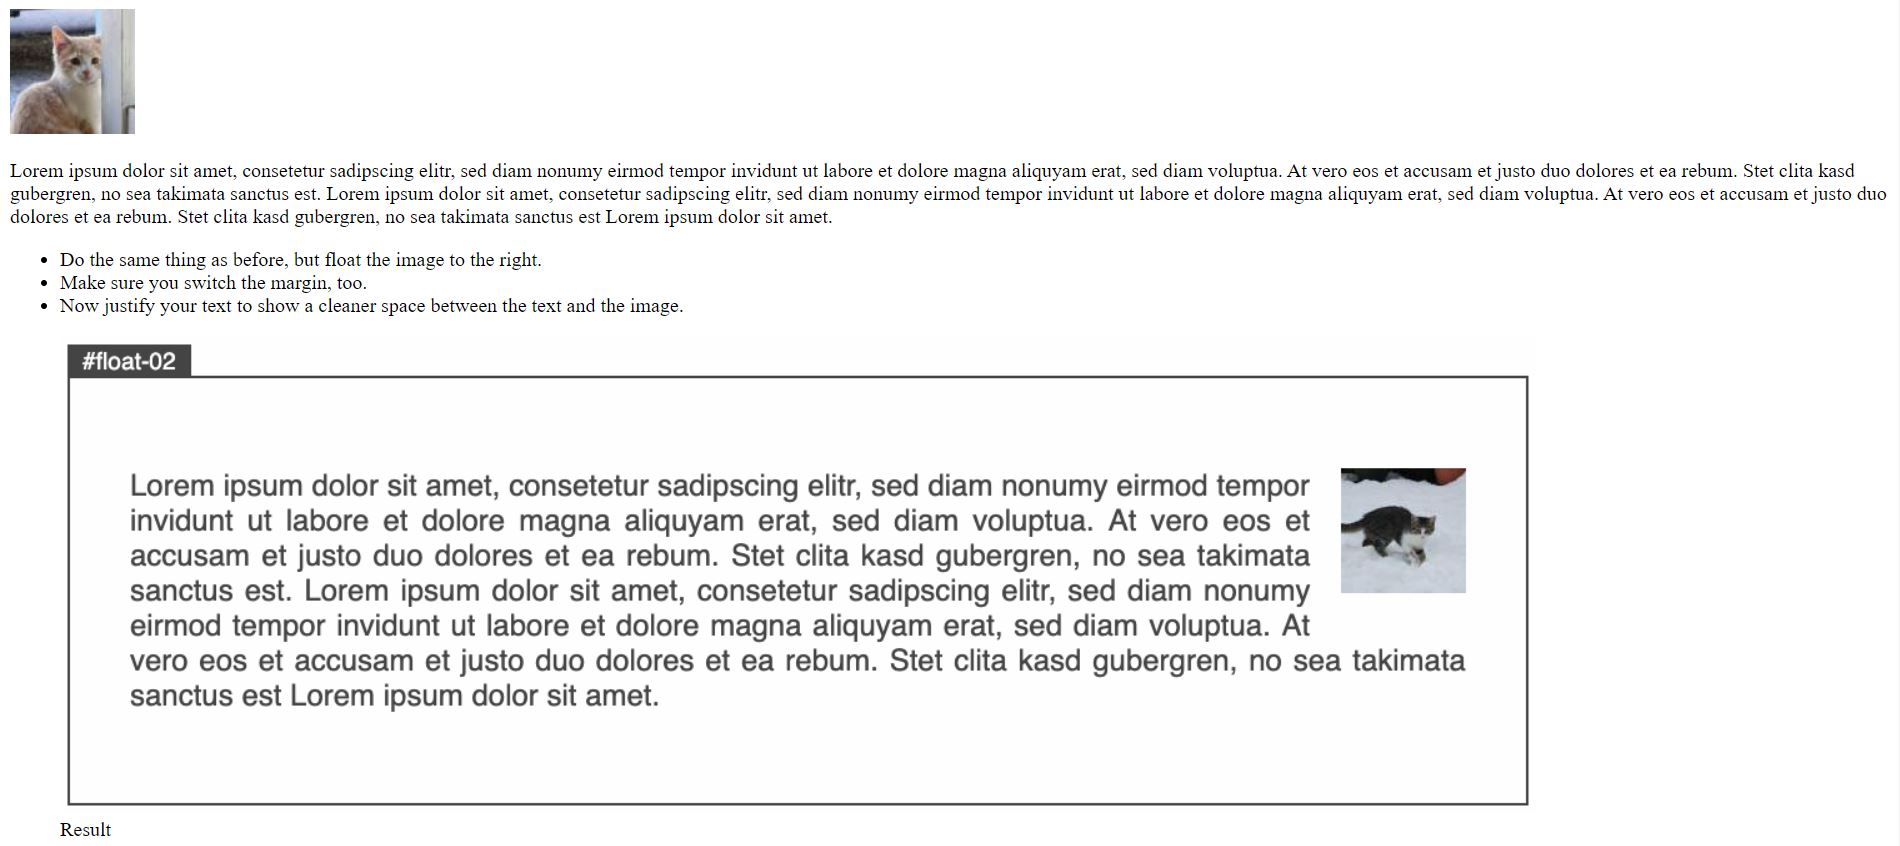 Lorem ipsum dolor sit amet, consetetur sadipscing elitr, sed diam nonumy eirmod tempor invidunt ut labore et dolore magna aliquyam erat, sed diam voluptua. At vero eos et accusam et justo duo dolores et ea rebum. Stet clita kasd
gubergren, no sea takimata sanctus est. Lorem ipsum dolor sit amet, consetetur sadipscing elitr, sed diam nonumy eirmod tempor invidunt ut labore et dolore magna aliquyam erat, sed diam voluptua. At vero eos et accusam et justo duo
dolores et ea rebum. Stet clita kasd gubergren, no sea takimata sanctus est Lorem ipsum dolor sit amet.
• Do the same thing as before, but float the image to the right.
• Make sure you switch the margin, too.
• Now justify your text to show a cleaner space between the text and the image.
#float-02
Lorem ipsum dolor sit amet, consetetur sadipscing elitr, sed diam nonumy eirmod tempor
invidunt ut labore et dolore magna aliquyam erat, sed diam voluptua. At vero eos et
accusam et justo duo dolores et ea rebum. Stet clita kasd gubergren, no sea takimata
sanctus est. Lorem ipsum dolor sit amet, consetetur sadipscing elitr, sed diam nonumy
eirmod tempor invidunt ut labore et dolore magna aliquyam erat, sed diam voluptua. At
vero eos et accusam et justo duo dolores et ea rebum. Stet clita kasd gubergren, no sea takimata
sanctus est Lorem ipsum dolor sit amet.
Result